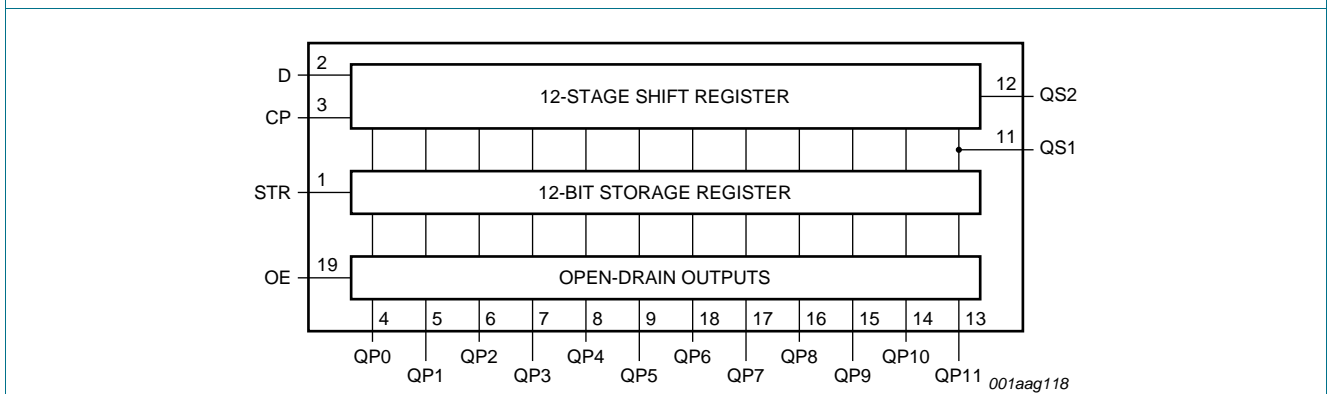 D 2
12-STAGE SHIFT REGISTER
12 QS2
CP 3
11 QS1
STR 1
12-BIT STORAGE REGISTER
OE 19
OPEN-DRAIN OUTPUTS
4 5 6 7 8 9 18 17 16 15 14 13
QP0 QP2 QP4 QP6 QP8 QP10
QP1 QP3 QP5 QP7 QP9 QP11
001aag118